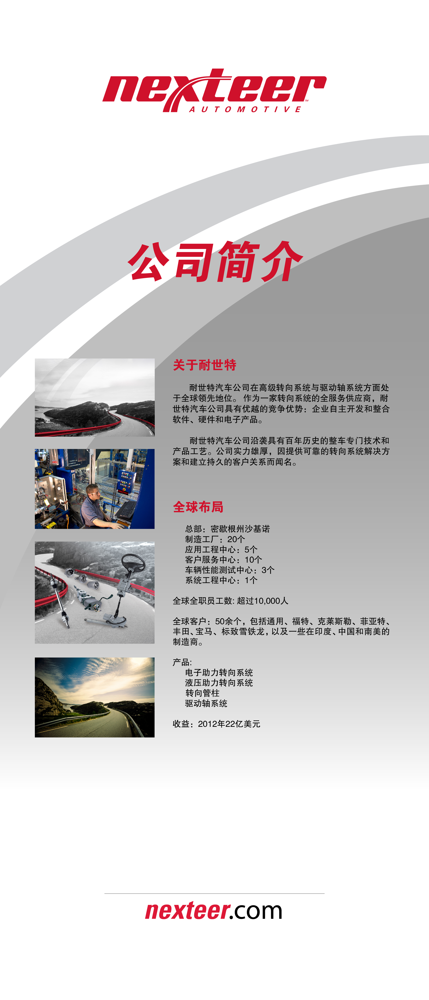 nexteer™
AUTOMOTIVE
公司简介
关于耐世特
耐世特汽车公司在高级转向系统与驱动轴系统方面处
于全球领先地位。 作为一家转向系统的全服务供应商，耐
世特汽车公司具有优越的竞争优势：企业自主开发和整合
软件、硬件和电子产品。
耐世特汽车公司沿袭具有百年历史的整车专门技术和
产品工艺。公司实力雄厚，因提供可靠的转向系统解决方
案和建立持久的客户关系而闻名。
全球布局
总部：密歇根州沙基诺
制造工厂：20个
应用工程中心：5个
客户服务中心：10个
车辆性能测试中心：3个
系统工程中心：1个
全球全职员工数: 超过10,000人
全球客户：50余个，包括通用、福特、克莱斯勒、菲亚特、
丰田、宝马、标致雪铁龙，以及一些在印度、中国和南美的
制造商。
产品:
电子助力转向系统
液压助力转向系统
转向管柱
驱动轴系统
收益：2012年22亿美元
nexteer.com